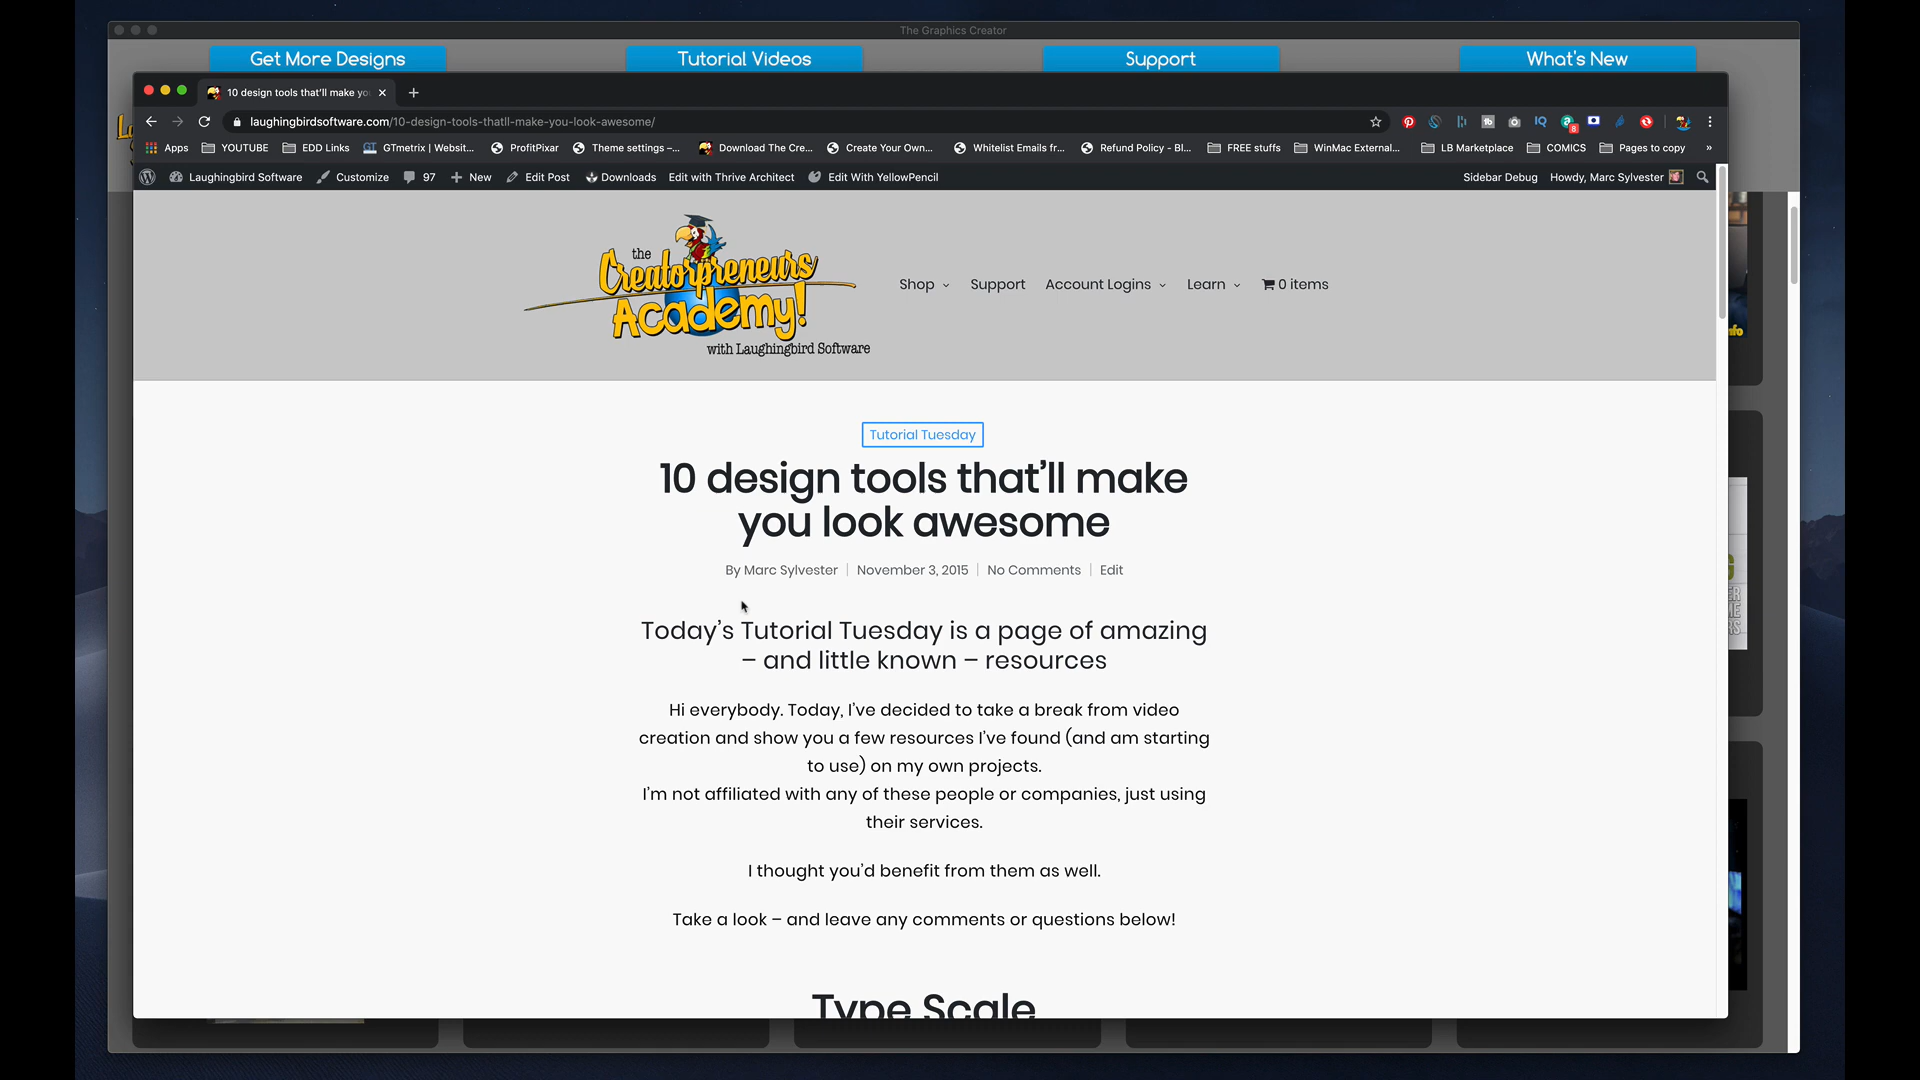 The Graphics Creator
Get More Designs
Tutorial Videos
Support
What's New
10 design tools that'll make yo
laughingbirdsoftware.com/10-design-tools-thatll-make-you-look-awesome/
8
Apps
YOUTUBE
EDD Links
GTmetrix | Websit...
ProfitPixar
Theme settings –...
Download The Cre...
Create Your Own...
Whitelist Emails fr...
Refund Policy - Bl...
FREE stuffs
WinMac External...
LB Marketplace
COMICS
Pages to copy
»
Laughingbird Software
Customize
97
New
Edit Post
Downloads
Edit with Thrive Architect
Edit With YellowPencil
Sidebar Debug
Howdy, Marc Sylvester
the
Creatorpreneurs
Academy!
with Laughingbird Software
Shop
Support
Account Logins
Learn
0 items
Tutorial Tuesday
10 design tools that’ll make
you look awesome
By Marc Sylvester | November 3, 2015 | No Comments | Edit
Today’s Tutorial Tuesday is a page of amazing
– and little known – resources
Hi everybody. Today, I’ve decided to take a break from video
creation and show you a few resources I’ve found (and am starting
to use) on my own projects.
I’m not affiliated with any of these people or companies, just using
their services.
I thought you’d benefit from them as well.
Take a look – and leave any comments or questions below!
Type Scale